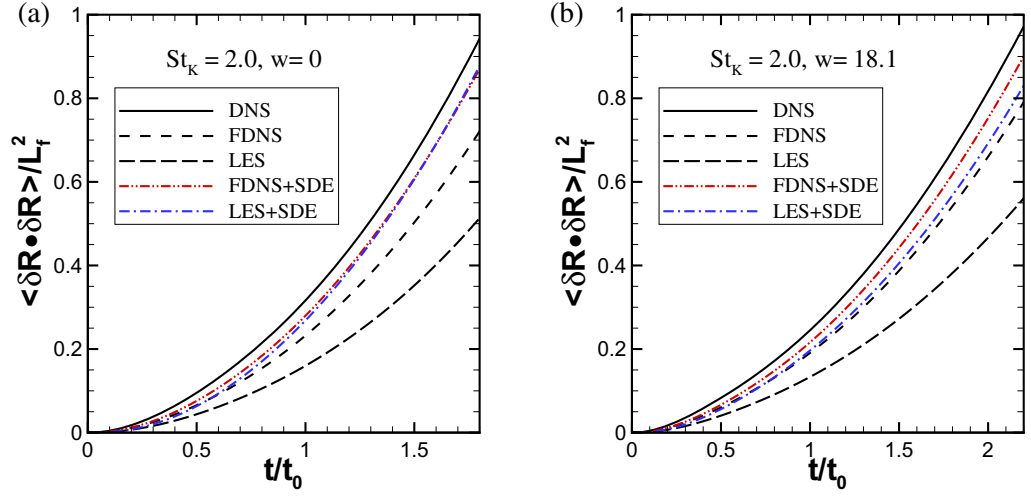 (a)
St_K = 2.0, w= 0
DNS
FDNS
LES
FDNS+SDE
LES+SDE
<δR•δR>/L_f^2
1
0.8
0.6
0.4
0.2
0
0 0.5 1 1.5
t/t_0
(b)
St_K = 2.0, w= 18.1
DNS
FDNS
LES
FDNS+SDE
LES+SDE
<δR•δR>/L_f^2
1
0.8
0.6
0.4
0.2
0
0 0.5 1 1.5 2
t/t_0